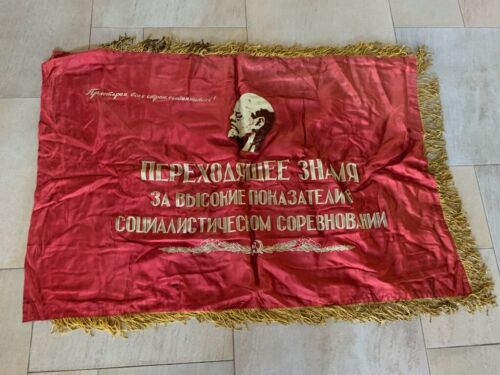 Пролетарии всех стран, соединяйтесь!
ПЕРЕХОДЯЩЕЕ ЗНАМЯ
ЗА ВЫСОКИЕ ПОКАЗАТЕЛИ В
СОЦИАЛИСТИЧЕСКОМ СОРЕВНОВАНИИ